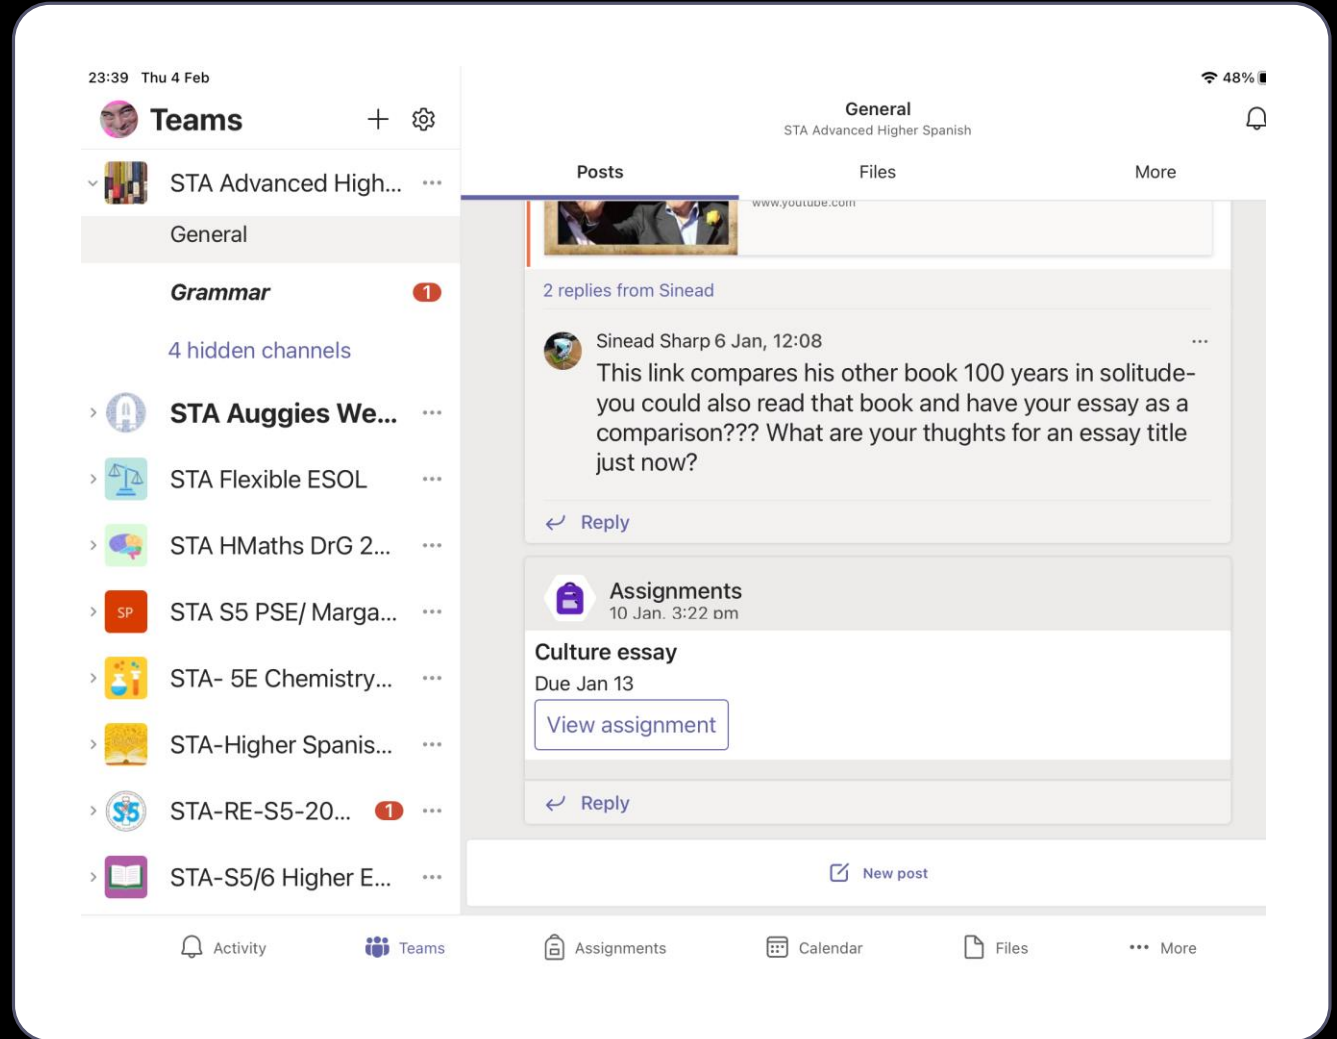 23:39 Thu 4 Feb
48%
Teams
STA Advanced High...
General
Grammar
1
4 hidden channels
STA Auggies We...
STA Flexible ESOL
STA HMaths DrG 2...
SP
STA S5 PSE/ Marga...
STA- 5E Chemistry...
STA-Higher Spanis...
S5
STA-RE-S5-20...
1
STA-S5/6 Higher E...
General
STA Advanced Higher Spanish
Posts
Files
More
www.youtube.com
2 replies from Sinead
Sinead Sharp 6 Jan, 12:08
This link compares his other book 100 years in solitude-
you could also read that book and have your essay as a
comparison??? What are your thughts for an essay title
just now?
Reply
Assignments
10 Jan, 3:22 pm
Culture essay
Due Jan 13
View assignment
Reply
New post
Activity
Teams
Assignments
Calendar
Files
More